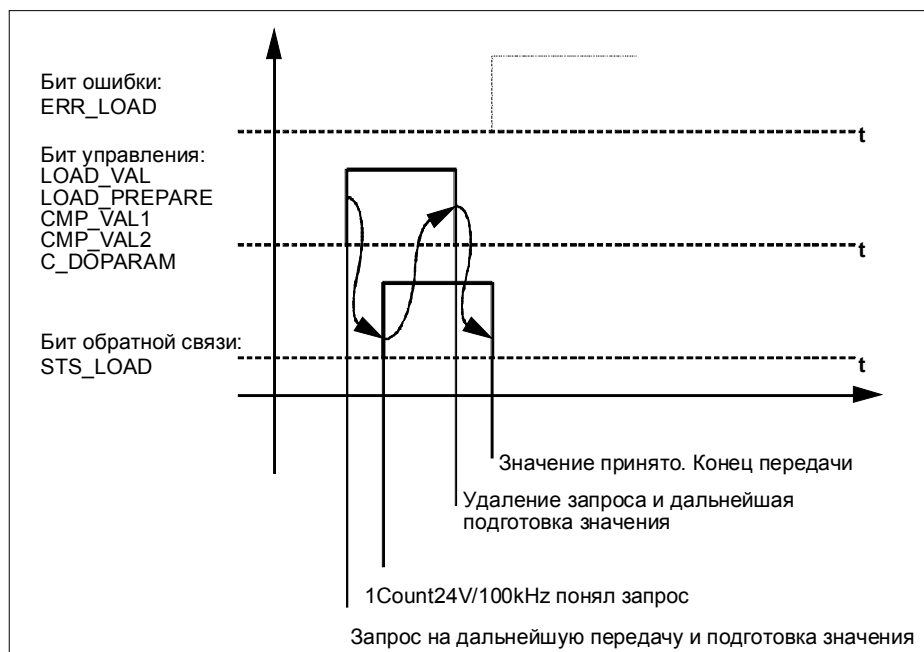 Бит ошибки:
ERR_LOAD
t
Бит управления:
LOAD_VAL
LOAD_PREPARE
CMP_VAL1
CMP_VAL2
t
C_DOPARAM
Бит обратной связи:
STS_LOAD
t
Значение принято. Конец передачи
Удаление запроса и дальнейшая
подготовка значения
1Count24V/100kHz понял запрос
Запрос на дальнейшую передачу и подготовка значения